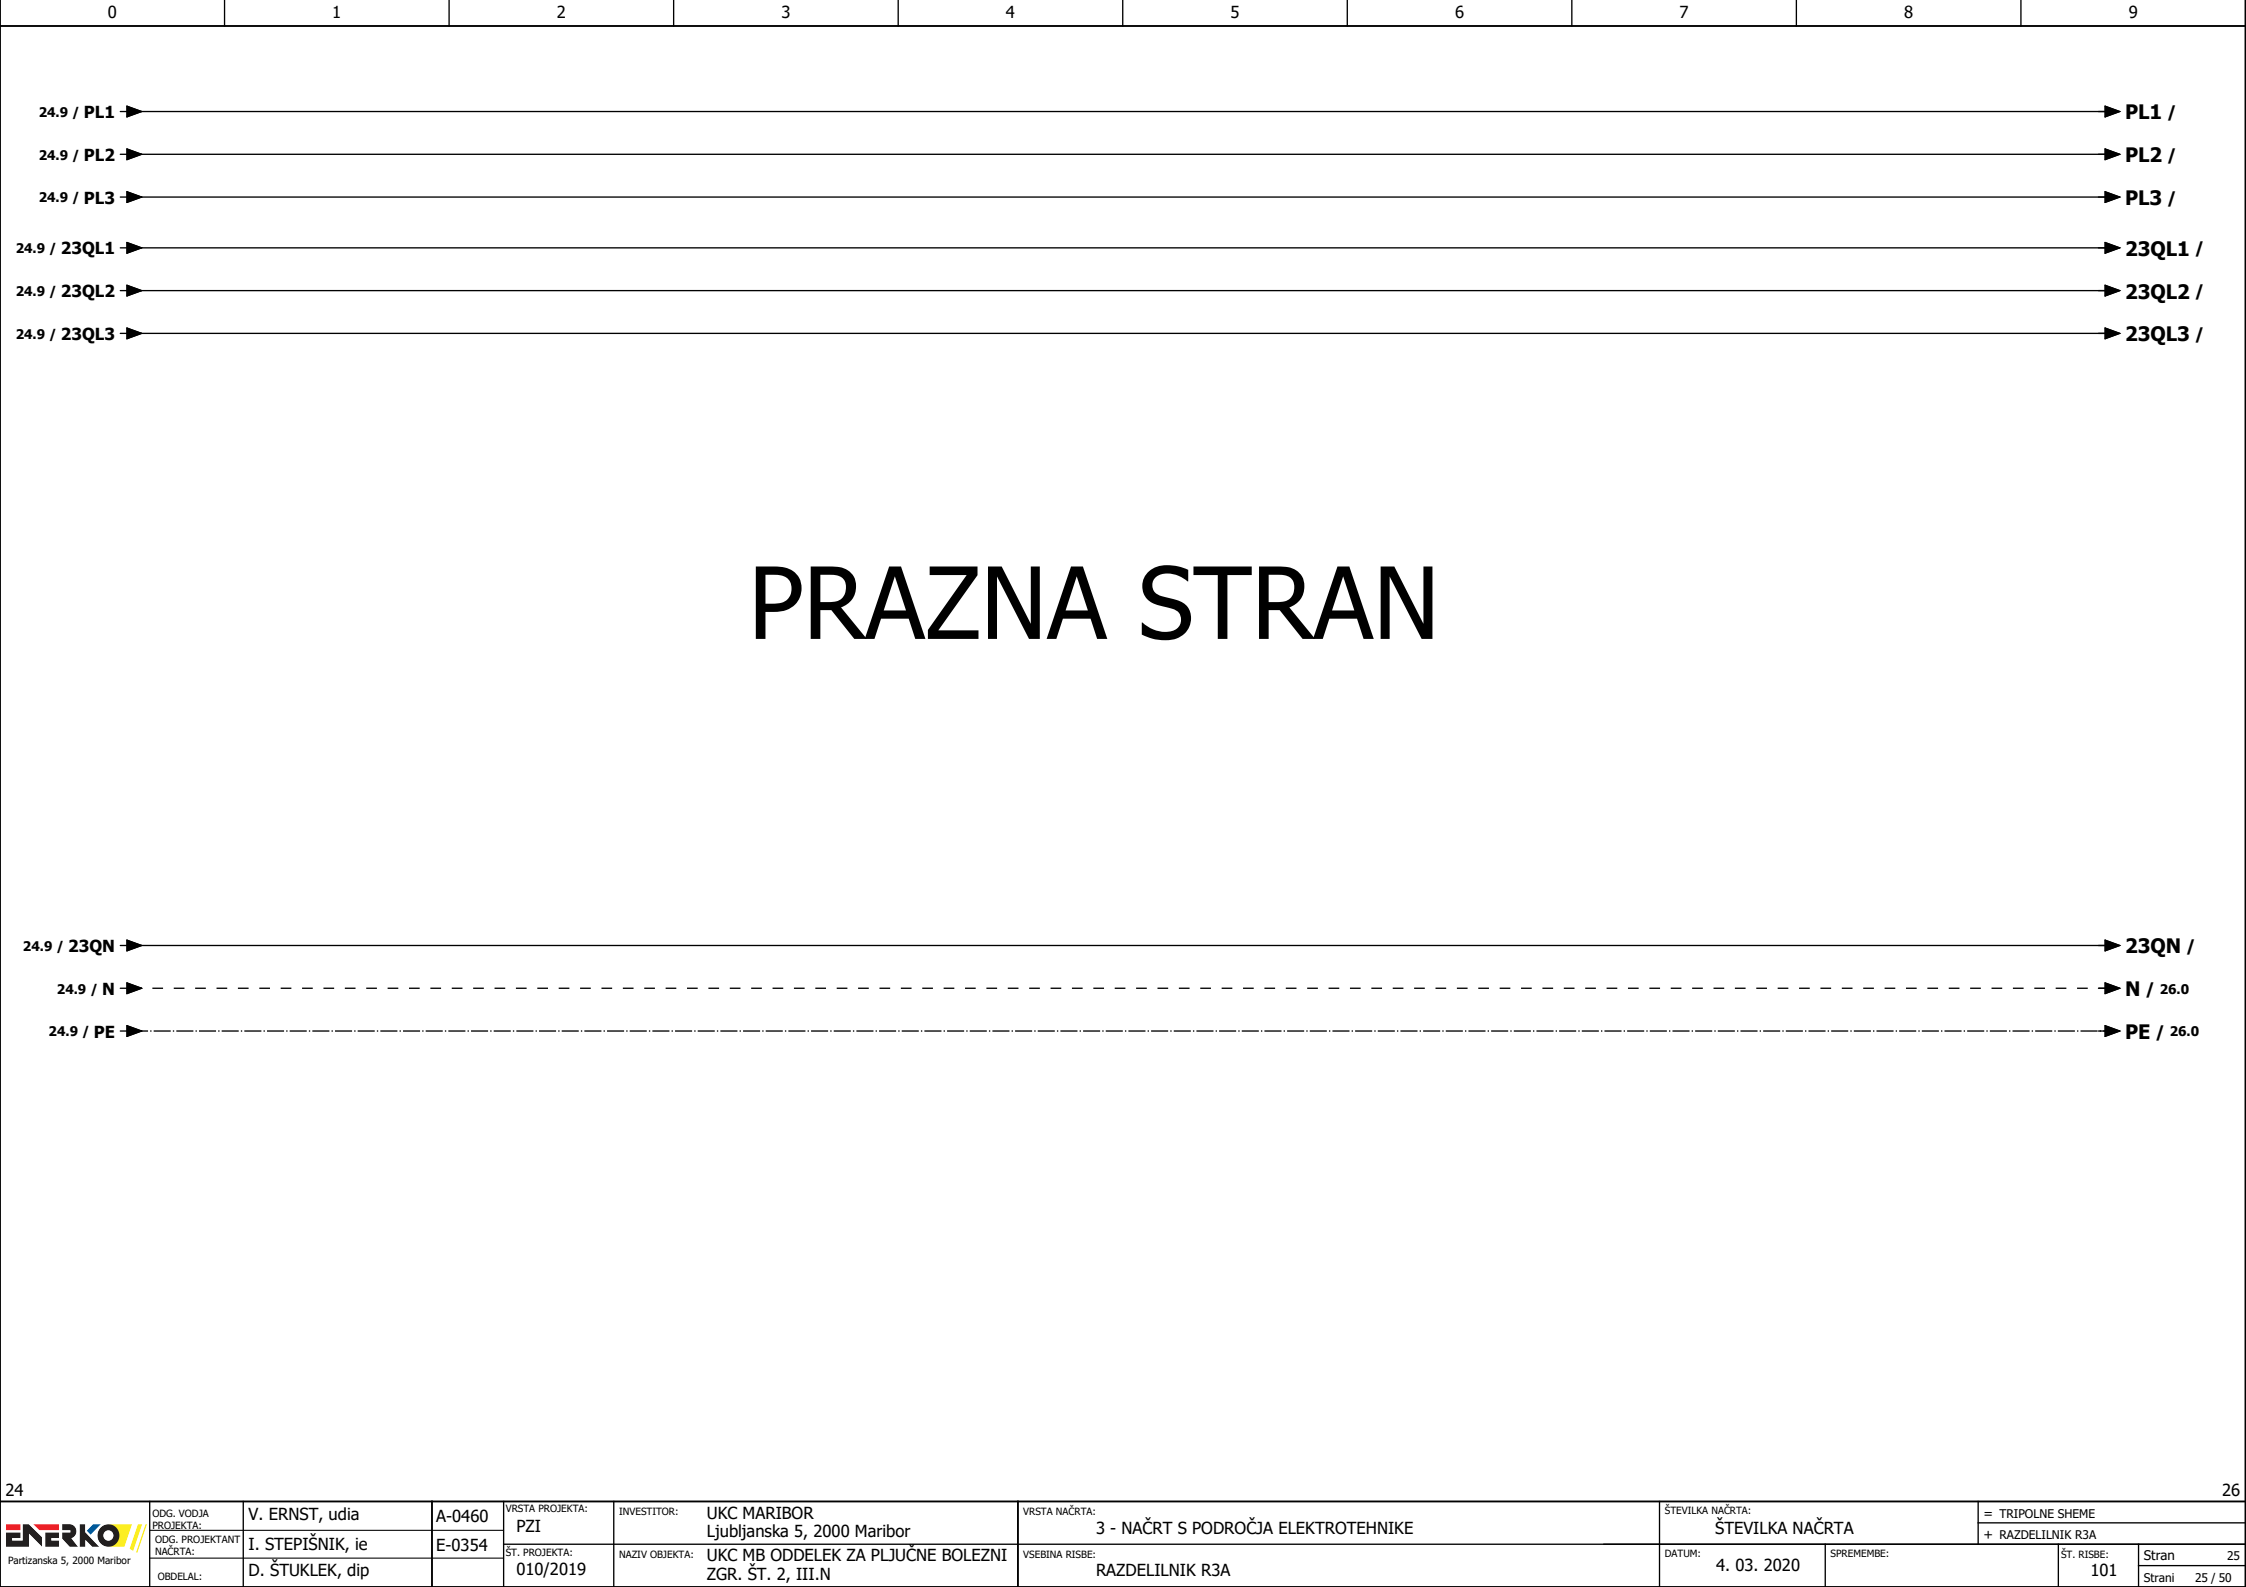 0 1 2 3 4 5 6 7 8 9
24.9 / PL1 PL1 /
24.9 / PL2 PL2 /
24.9 / PL3 PL3 /
24.9 / 23QL1 23QL1 /
24.9 / 23QL2 23QL2 /
24.9 / 23QL3 23QL3 /
PRAZNA STRAN
24.9 / 23QN 23QN /
24.9 / N N / 26.0
24.9 / PE PE / 26.0
24 26
ENERKO
Partizanska 5, 2000 Maribor
ODG. VODJA
PROJEKTA:
V. ERNST, udia A-0460
ODG. PROJEKTANT
NAČRTA:
I. STEPIŠNIK, ie E-0354
OBDELAL:
D. ŠTUKLEK, dip
VRSTA PROJEKTA:
PZI
ŠT. PROJEKTA:
010/2019
INVESTITOR: UKC MARIBOR
Ljubljanska 5, 2000 Maribor
NAZIV OBJEKTA: UKC MB ODDELEK ZA PLJUČNE BOLEZNI
ZGR. ŠT. 2, III.N
VRSTA NAČRTA:
3 - NAČRT S PODROČJA ELEKTROTEHNIKE
VSEBINA RISBE:
RAZDELILNIK R3A
ŠTEVILKA NAČRTA:
ŠTEVILKA NAČRTA
DATUM:
4. 03. 2020
SPREMEMBE:
= TRIPOLNE SHEME
+ RAZDELILNIK R3A
ŠT. RISBE:
101
Stran 25
Strani 25 / 50